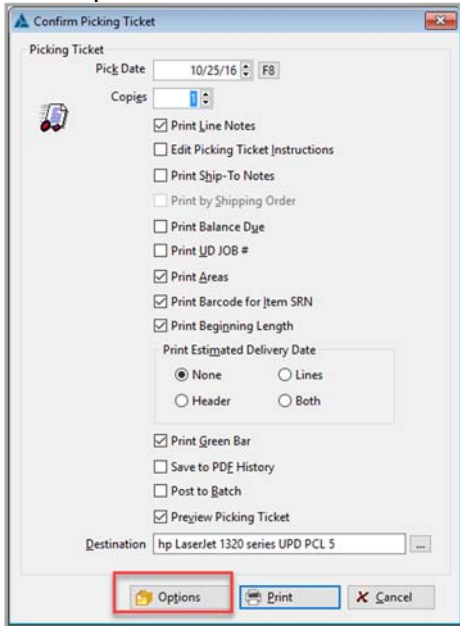 Confirm Picking Ticket
Picking Ticket
Pick Date 10/25/16 F8
Copies 1
Print Line Notes
Edit Picking Ticket Instructions
Print Ship-To Notes
Print by Shipping Order
Print Balance Due
Print UD JOB #
Print Areas
Print Barcode for Item SRN
Print Beginning Length
Print Estimated Delivery Date
None Lines
Header Both
Print Green Bar
Save to PDF History
Post to Batch
Preview Picking Ticket
Destination hp LaserJet 1320 series UPD PCL 5 ...
Options Print Cancel